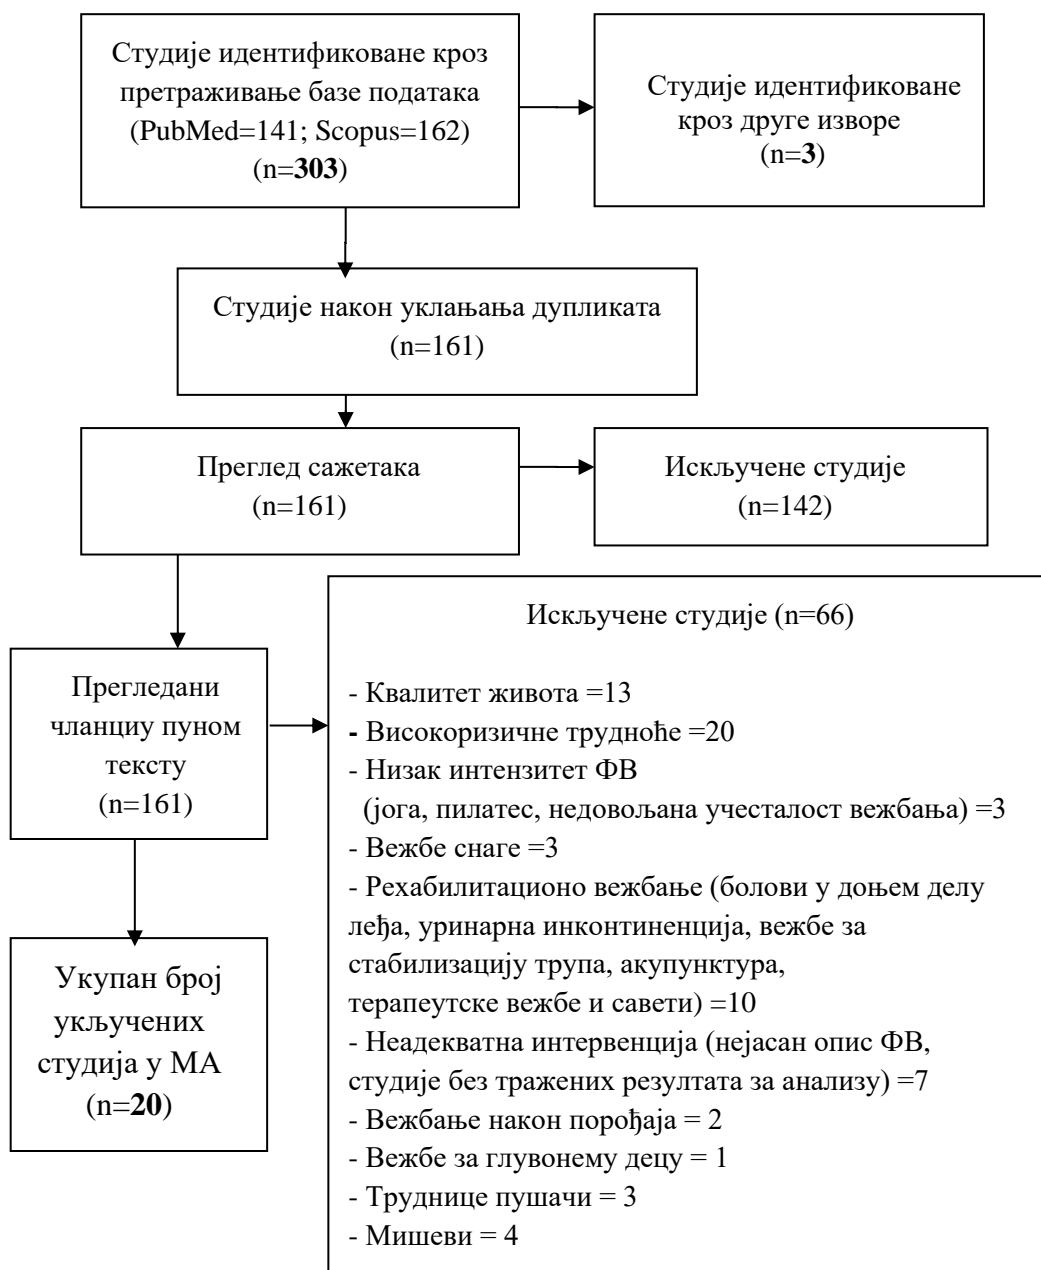 Студије идентификоване кроз
претраживање базе података
(PubMed=141; Scopus=162)
(n=303)
Студије идентификоване
кроз друге изворе
(n=3)
Студије након уклањања дупликата
(n=161)
Преглед сажетака
(n=161)
Искључене студије
(n=142)
Прегледани
чланциу пуном
тексту
(n=161)
Искључене студије (n=66)
- Квалитет живота =13
- Високоризичне трудноће =20
- Низак интензитет ФВ
(јога, пилатес, недовољана учесталост вежбања) =3
- Вежбе снаге =3
- Рехабилитационо вежбање (болови у доњем делу
леђа, уринарна инконтиненција, вежбе за
стабилизацију трупа, акупунктура,
терапеутске вежбе и савети) =10
- Неадекватна интервенција (нејасан опис ФВ,
студије без тражених резултата за анализу) =7
- Вежбање након порођаја = 2
- Вежбе за глувонему децу = 1
- Труднице пушачи = 3
- Мишеви = 4
Укупан број
укључених
студија у МА
(n=20)